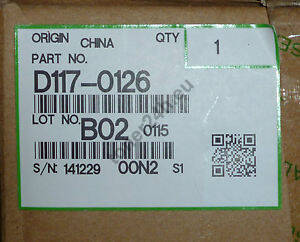 ORIGIN CHINA QTY 1
PART NO.
D117-0126
LOT NO. B02 0115
S/N: 141229 00N2 S1